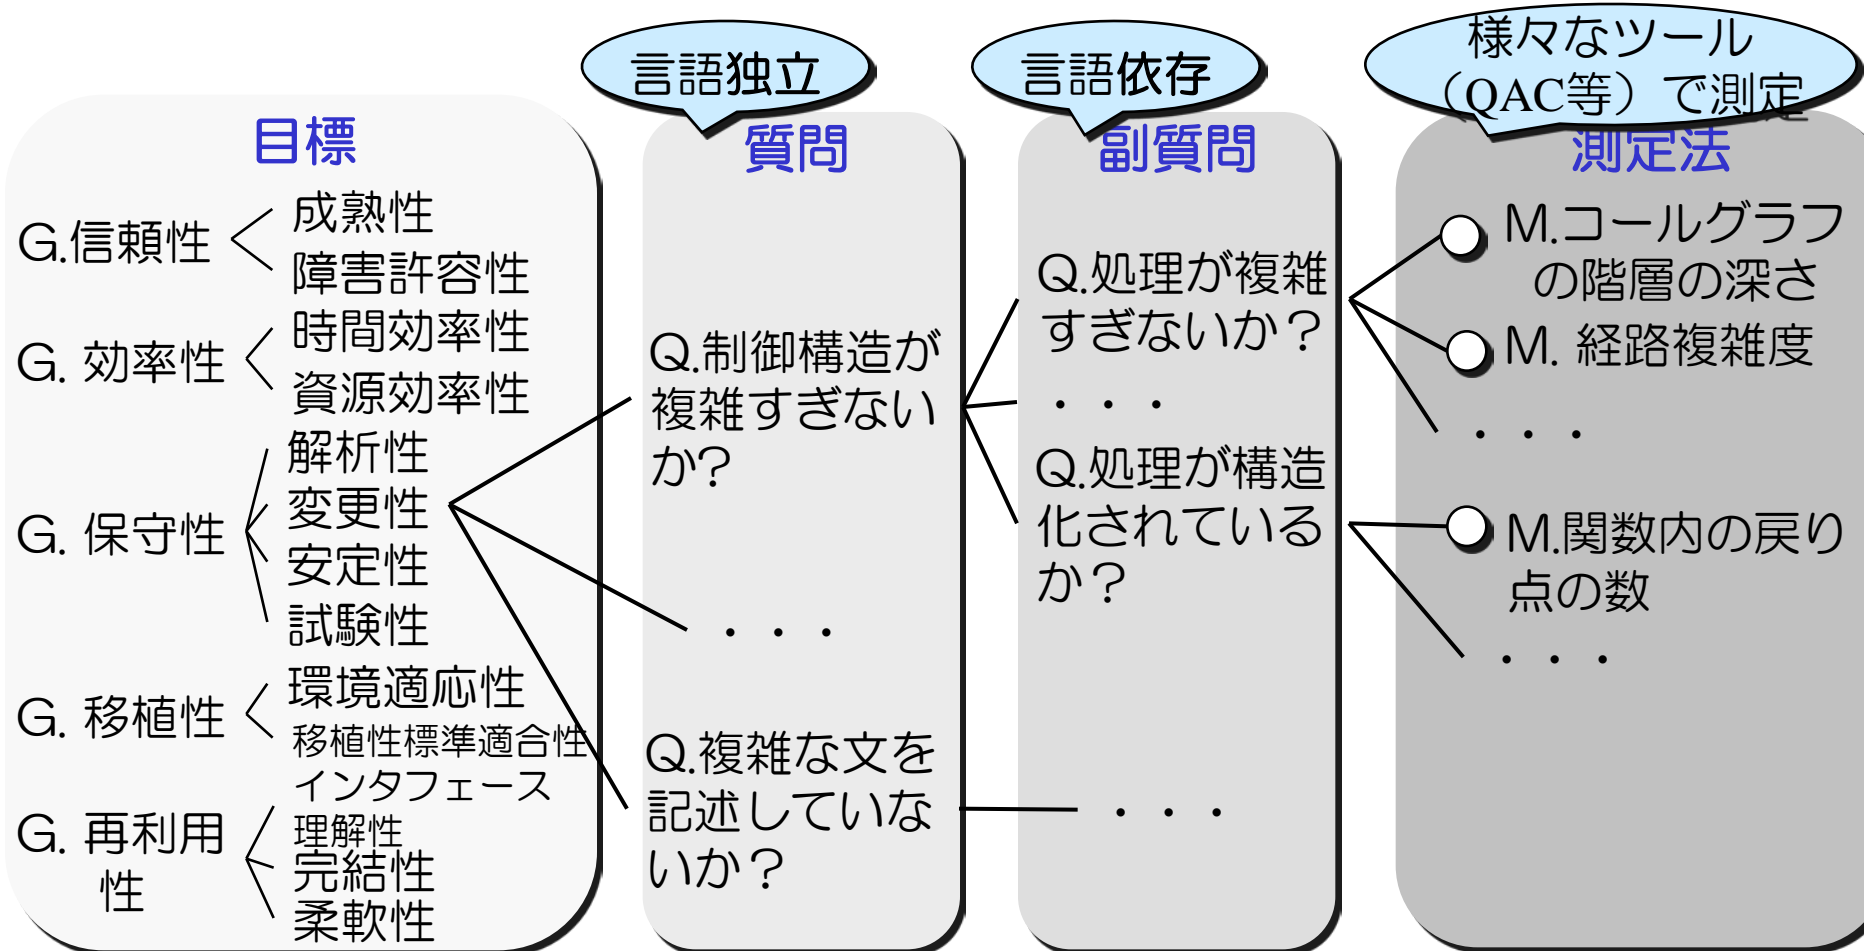 言語独立
言語依存
様々なツール
（QAC等）で測定
目標
G.信頼性
成熟性
障害許容性
G. 効率性
時間効率性
資源効率性
G. 保守性
解析性
変更性
安定性
試験性
G. 移植性
環境適応性
移植性標準適合性
G. 再利用
性
インタフェース
理解性
完結性
柔軟性
質問
Q.制御構造が
複雑すぎない
か?
・・・
Q.複雑な文を
記述していな
いか？
副質問
Q.処理が複雑
すぎないか？
・・・
Q.処理が構造
化されている
か？
・・・
測定法
M.コールグラフ
の階層の深さ
M. 経路複雑度
・・・
M.関数内の戻り
点の数
・・・